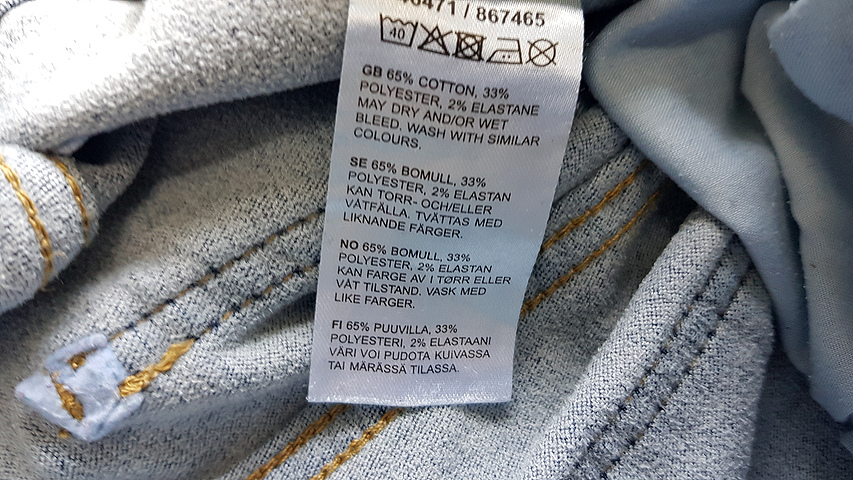 / 867465
40
GB 65% COTTON, 33%
POLYESTER, 2% ELASTANE
MAY DRY AND/OR WET
BLEED. WASH WITH SIMILAR
COLOURS.
SE 65% BOMULL, 33%
POLYESTER, 2% ELASTAN
KAN TORR- OCH/ELLER
VÅTFÄLLA. TVÄTTAS MED
LIKNANDE FÄRGER.
NO 65% BOMULL, 33%
POLYESTER, 2% ELASTAN
KAN FARGE AV I TØRR ELLER
VÅT TILSTAND. VASK MED
LIKE FARGER.
FI 65% PUUVILLA, 33%
POLYESTERI, 2% ELASTAANI
VÄRI VOI PUDOTA KUIVASSA
TAI MÄRÄSSÄ TILASSA.